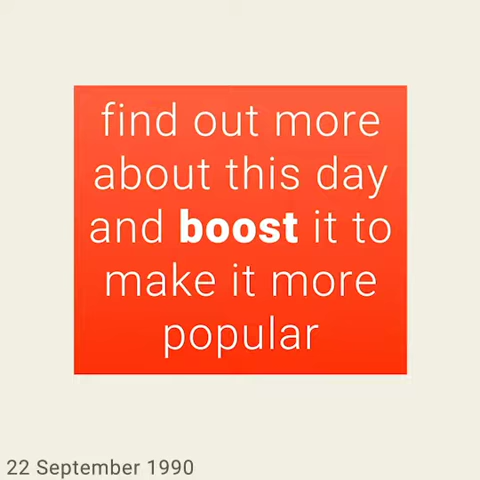 find out more
about this day
and boost it to
make it more
popular
22 September 1990